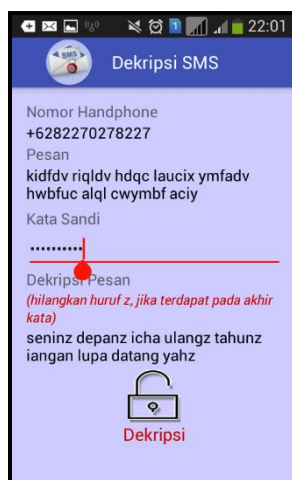 22:01
SMS
Dekripsi SMS
Nomor Handphone
+6282270278227
Pesan
kidfdv riqldv hdqc laucix ymfadv
hwbfuc alql cwymbf aciy
Kata Sandi
••••••••••
Dekripsi Pesan
(hilangkan huruf z, jika terdapat pada akhir
kata)
seninz depanz icha ulangz tahunz
iangan lupa datang yahz
Dekripsi